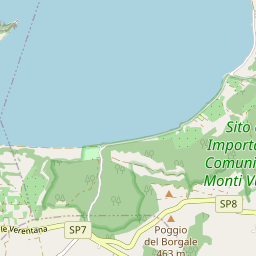 Sito
Importa
Comuni
Monti V
SP8
le Verentana
SP7
Poggio
del Borgale
463 m